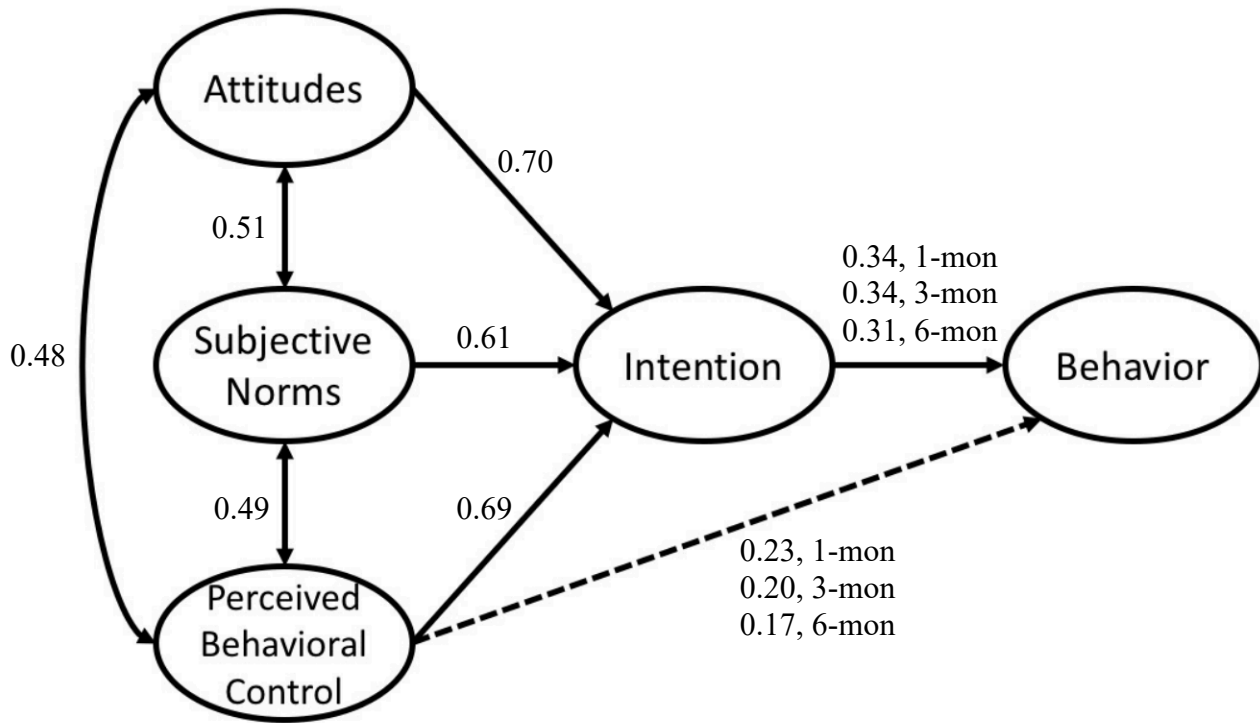 Attitudes
0.70
0.51
0.34, 1-mon
0.34, 3-mon
0.31, 6-mon
0.48
Subjective
Norms
0.61
Intention
Behavior
0.49
0.69
0.23, 1-mon
0.20, 3-mon
0.17, 6-mon
Perceived
Behavioral
Control